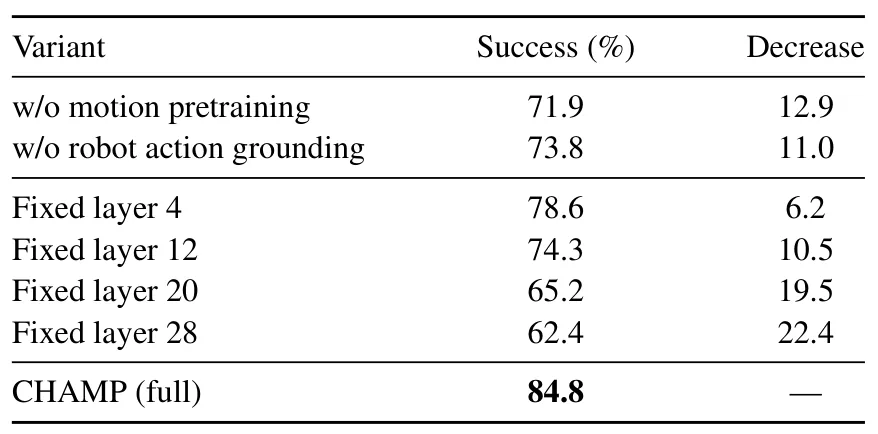 Variant Success (%) Decrease
w/o motion pretraining 71.9 12.9
w/o robot action grounding 73.8 11.0
Fixed layer 4 78.6 6.2
Fixed layer 12 74.3 10.5
Fixed layer 20 65.2 19.5
Fixed layer 28 62.4 22.4
CHAMP (full) 84.8 —